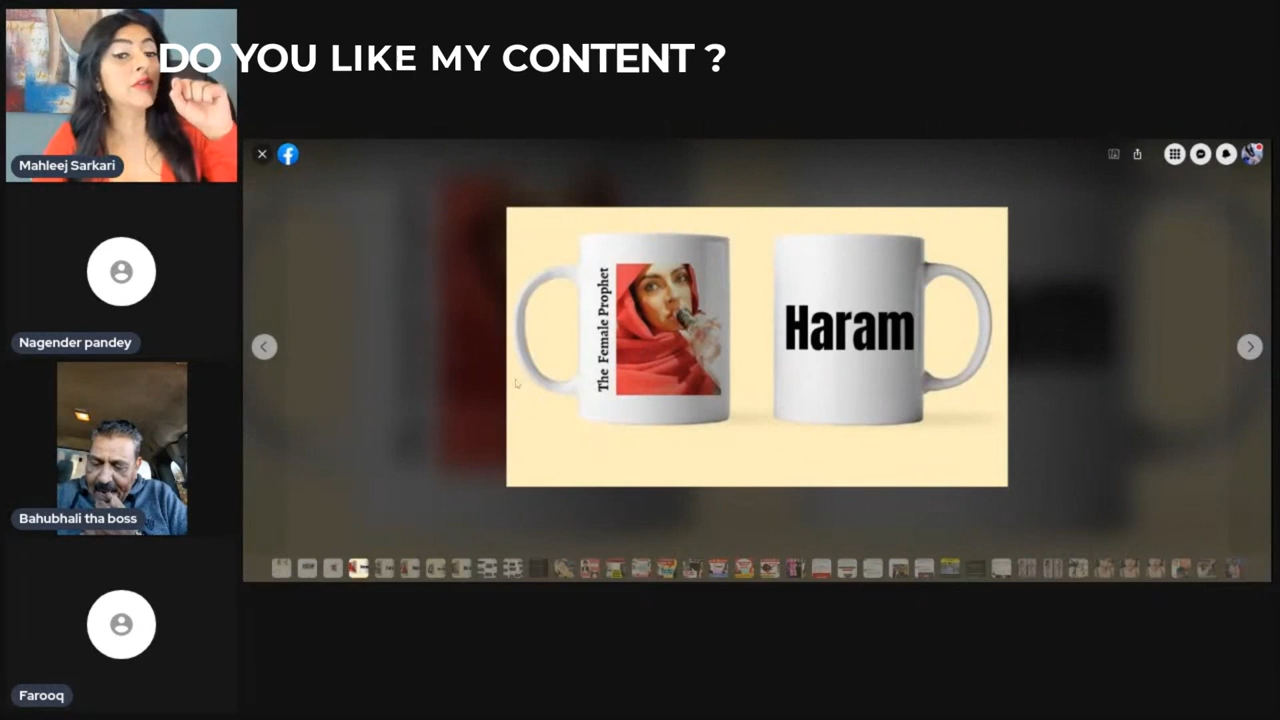 DO YOU LIKE MY CONTENT ?
Mahleej Sarkari
Nagender pandey
Bahubhali tha boss
Farooq
The Female Prophet
Haram